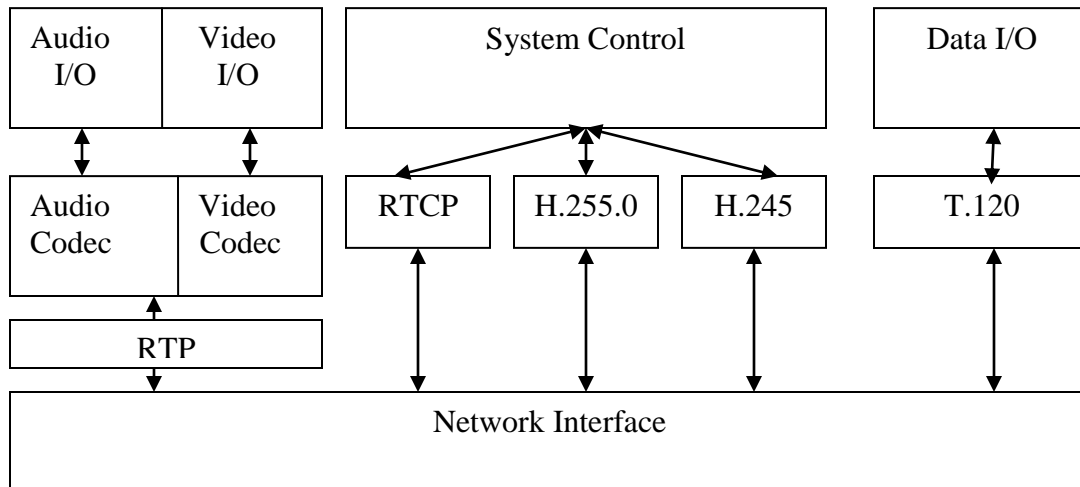 Audio
I/O
Video
I/O
System Control
Data I/O
Audio
Codec
Video
Codec
RTCP
H.255.0
H.245
T.120
RTP
Network Interface